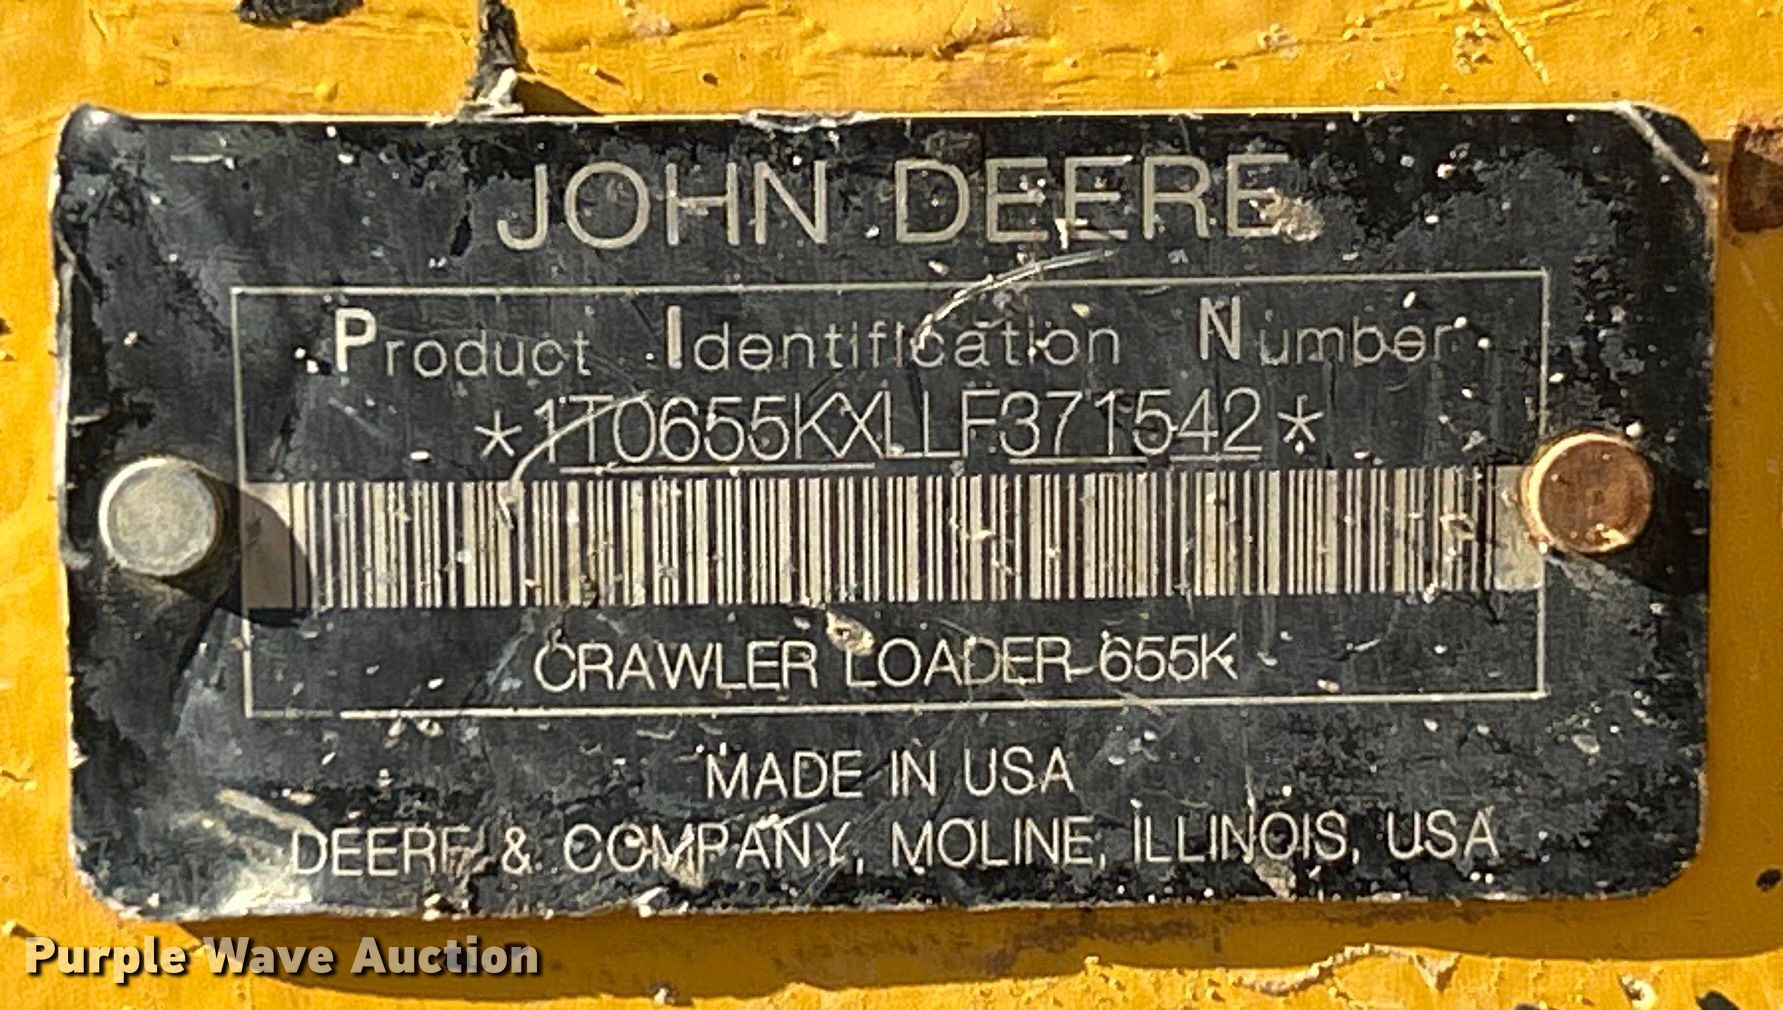 JOHN DEERE
Product Identification Number
*1T0655KXLLF371542*
CRAWLER LOADER-655K
MADE IN USA
DEERE & COMPANY, MOLINE, ILLINOIS, USA
Purple Wave Auction